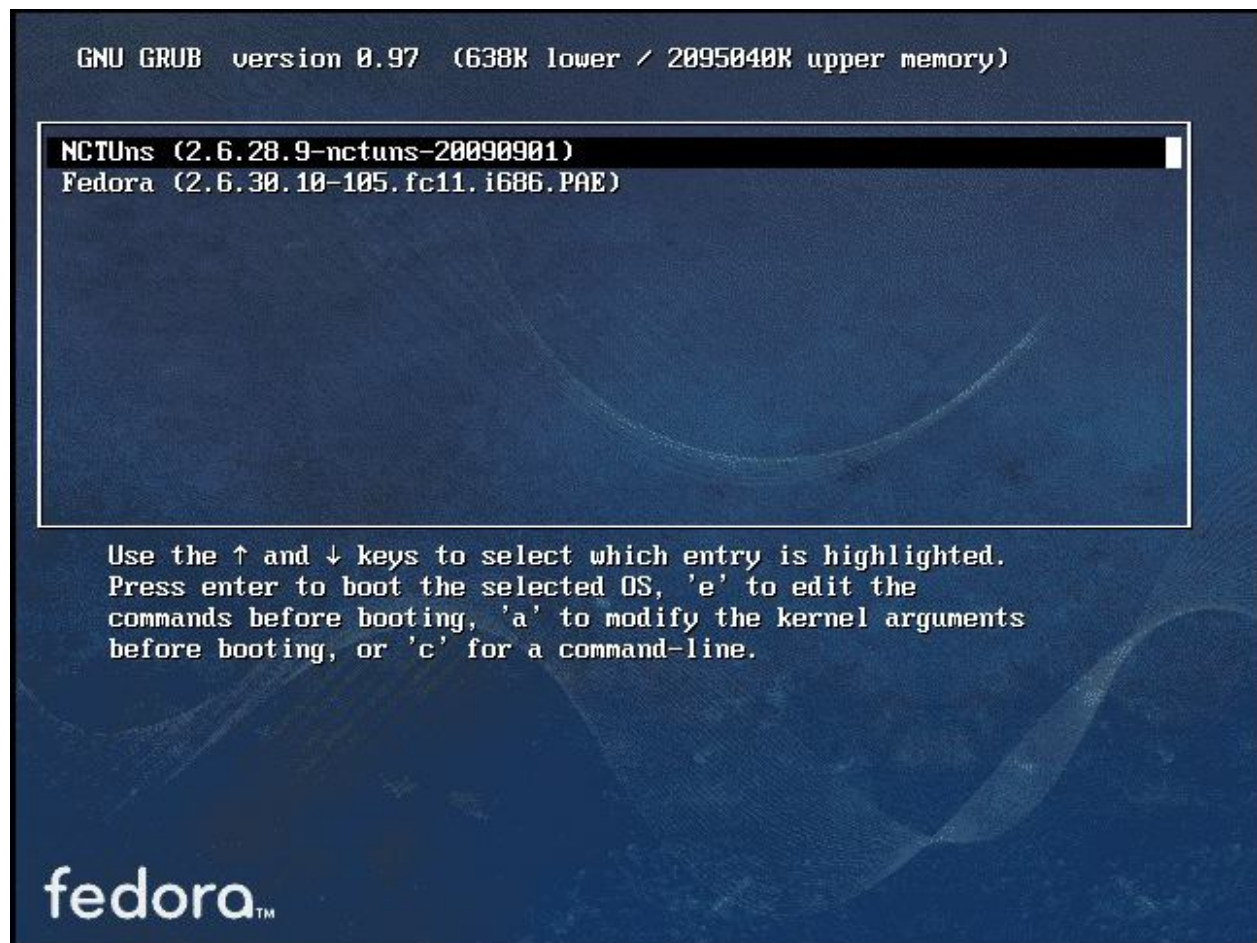 GNU GRUB version 0.97 (638K lower / 2095040K upper memory)
NCTUns (2.6.28.9-nctuns-20090901)
Fedora (2.6.30.10-105.fc11.i686.PAE)
Use the ↑ and ↓ keys to select which entry is highlighted.
Press enter to boot the selected OS, 'e' to edit the
commands before booting, 'a' to modify the kernel arguments
before booting, or 'c' for a command-line.
fedora™